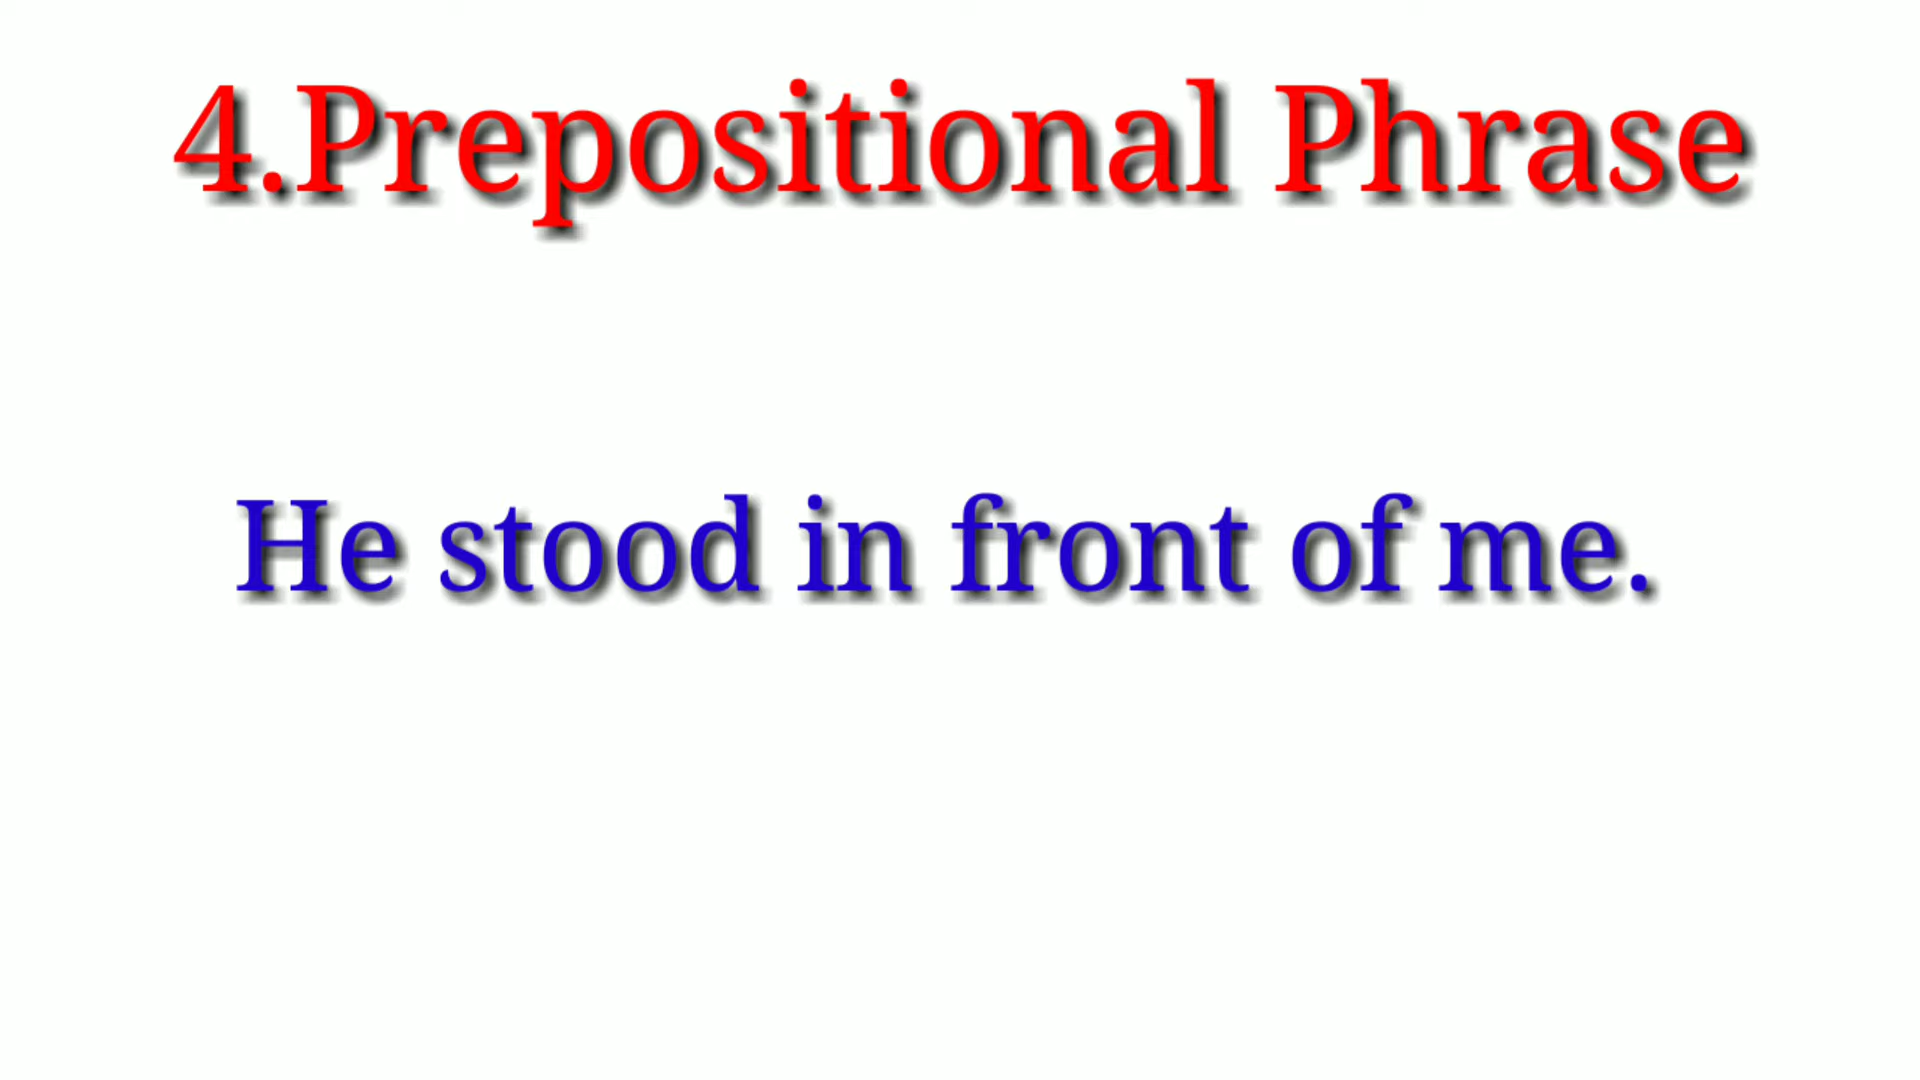 4.Prepositional Phrase
He stood in front of me.